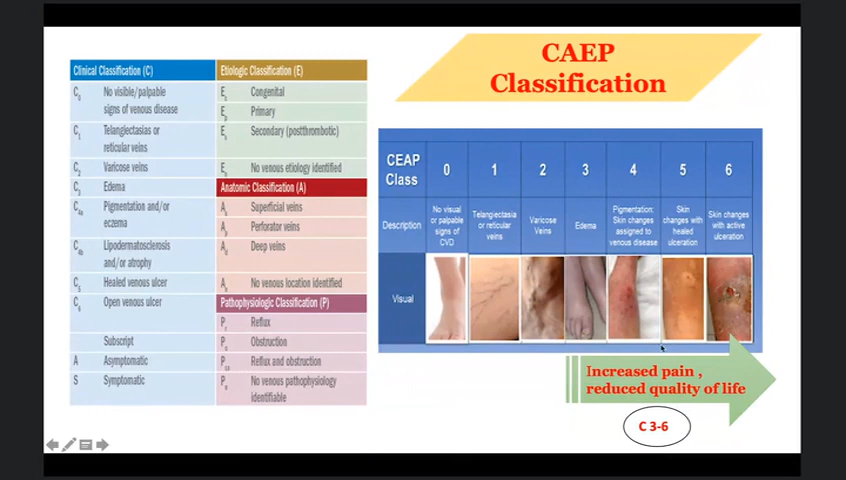 CAEP
Classification
Clinical Classification (C)
C0 No visible/palpable
signs of venous disease
C1 Telangiectasias or
reticular veins
C2 Varicose veins
C3 Edema
C4a Pigmentation and/or
eczema
C4b Lipodermatosclerosis
and/or atrophy
C5 Healed venous ulcer
C6 Open venous ulcer
Subscript
A Asymptomatic
S Symptomatic
Etiologic Classification (E)
Congenital
Ep Primary
Es Secondary (postthrombotic)
No venous etiology identified
Anatomic Classification (A)
As Superficial veins
Ap Perforator veins
Ad Deep veins
No venous location identified
Pathophysiologic Classification (P)
Pr Reflux
Po Obstruction
Reflux and obstruction
No venous pathophysiology
identifiable
CEAP
Class
0 1 2 3 4 5 6
Description
No visual
or palpable
signs of
CVD
Telangiectasia
or reticular
veins
Varicose
Veins
Edema
Pigmentation:
Skin changes
assigned to
venous disease
Skin
changes with
healed
ulceration
Skin changes
with active
ulceration
Visual
Increased pain ,
reduced quality of life
C 3-6